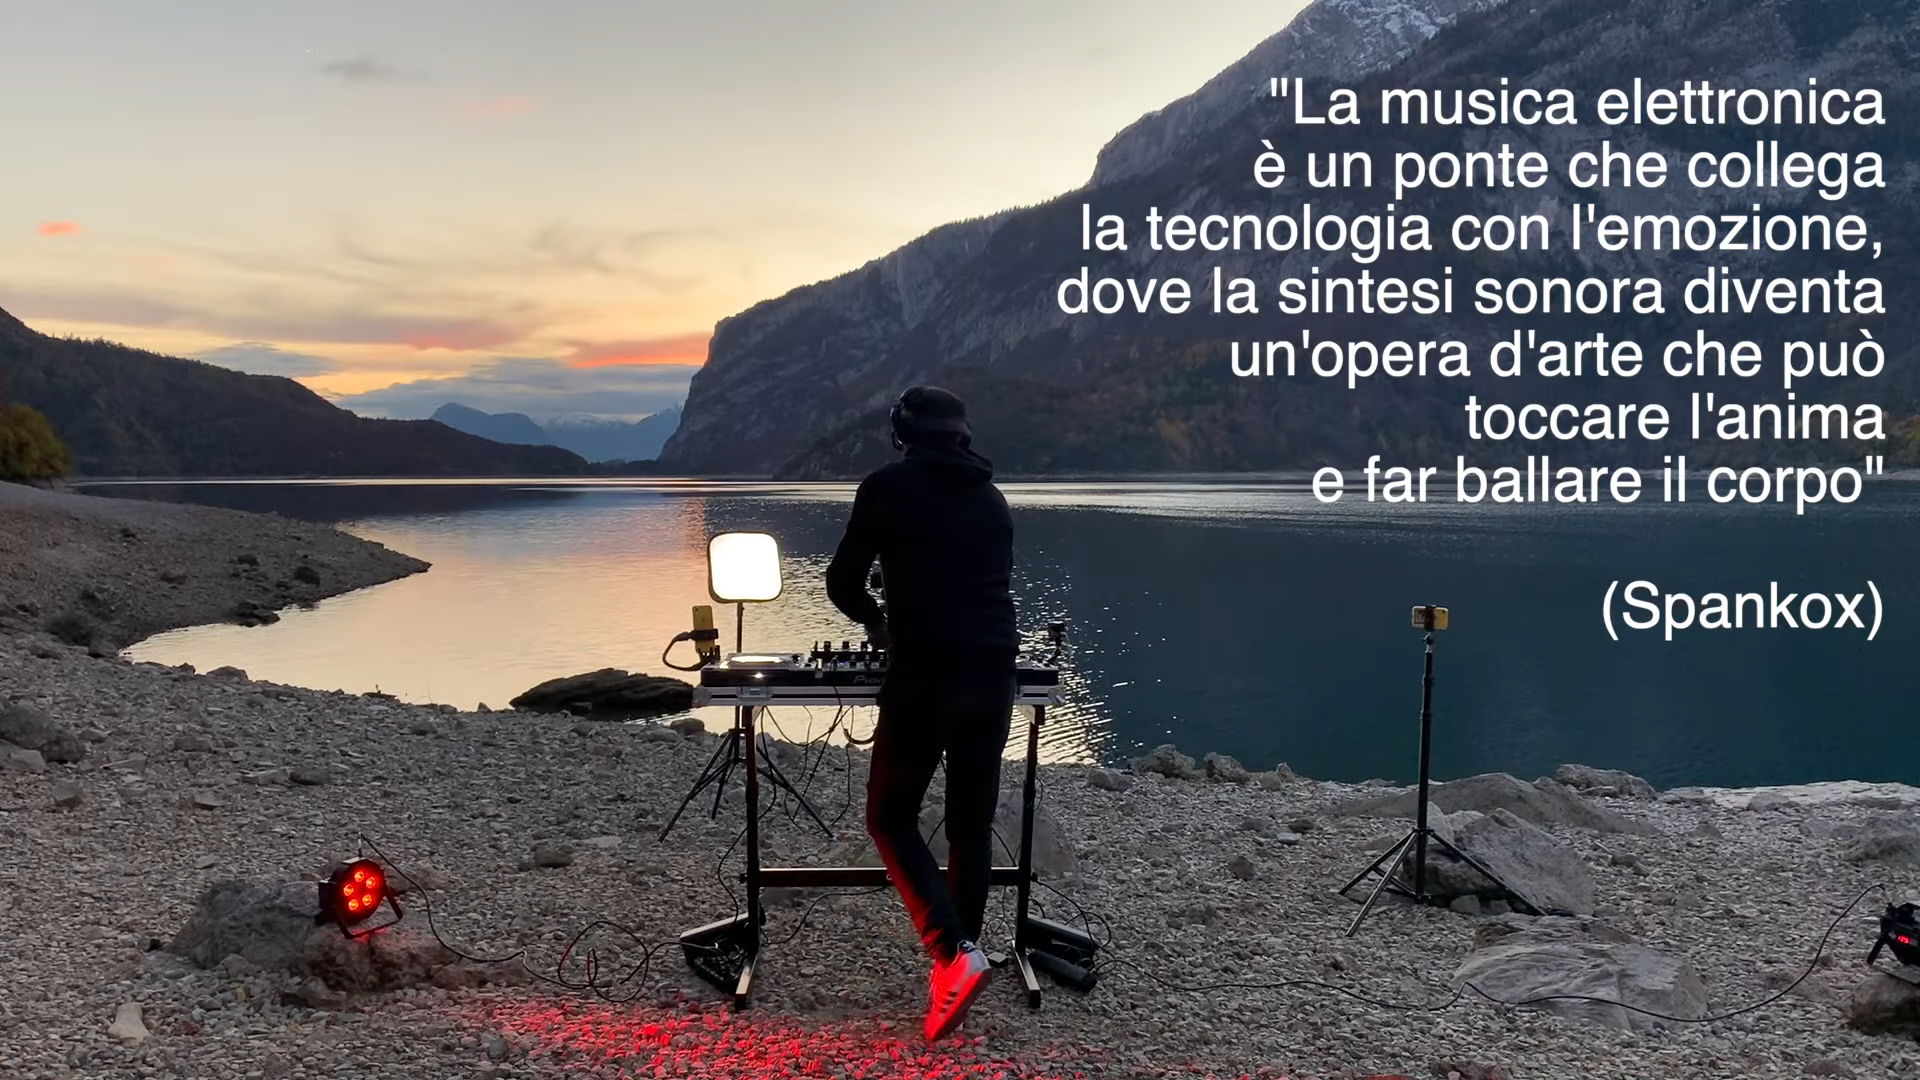 "La musica elettronica
è un ponte che collega
la tecnologia con l'emozione,
dove la sintesi sonora diventa
un'opera d'arte che può
toccare l'anima
e far ballare il corpo"
(Spankox)